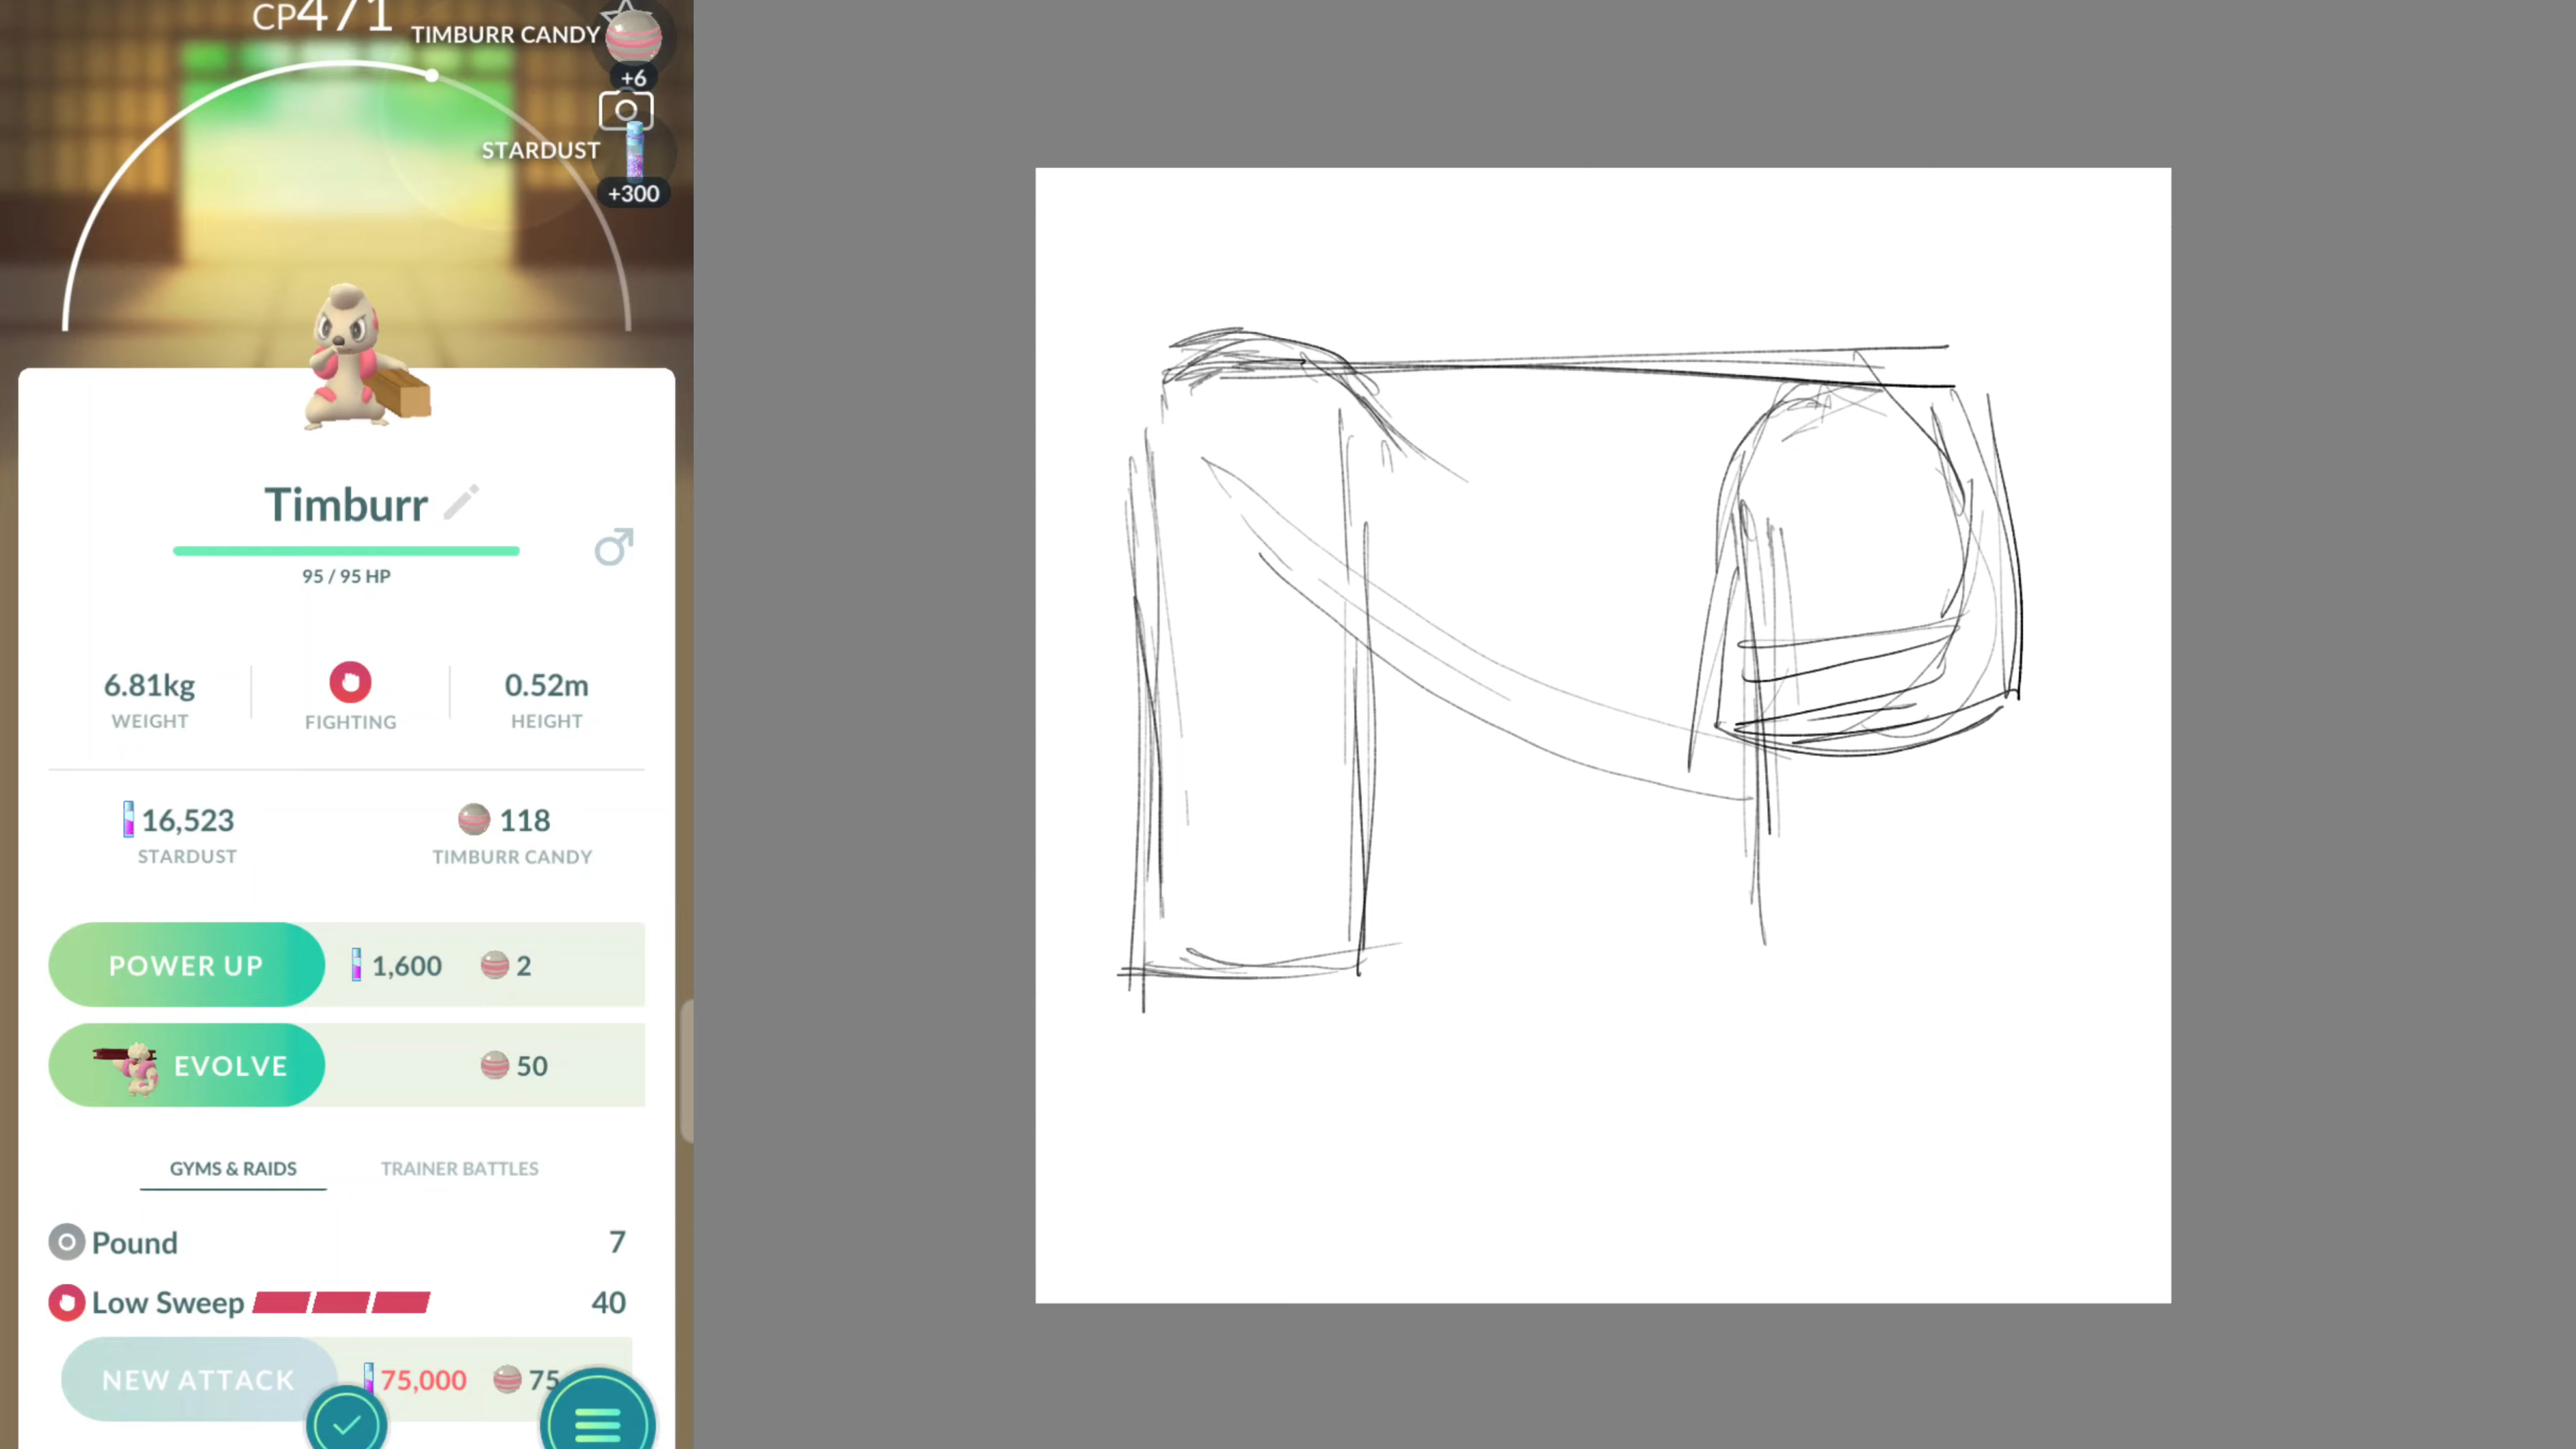 CP471
TIMBURR CANDY
+6
STARDUST
+300
Timburr
95 / 95 HP
6.81kg
WEIGHT
FIGHTING
0.52m
HEIGHT
16,523
STARDUST
118
TIMBURR CANDY
POWER UP 1,600 2
EVOLVE 50
GYMS & RAIDS TRAINER BATTLES
Pound 7
Low Sweep 40
NEW ATTACK 75,000 75